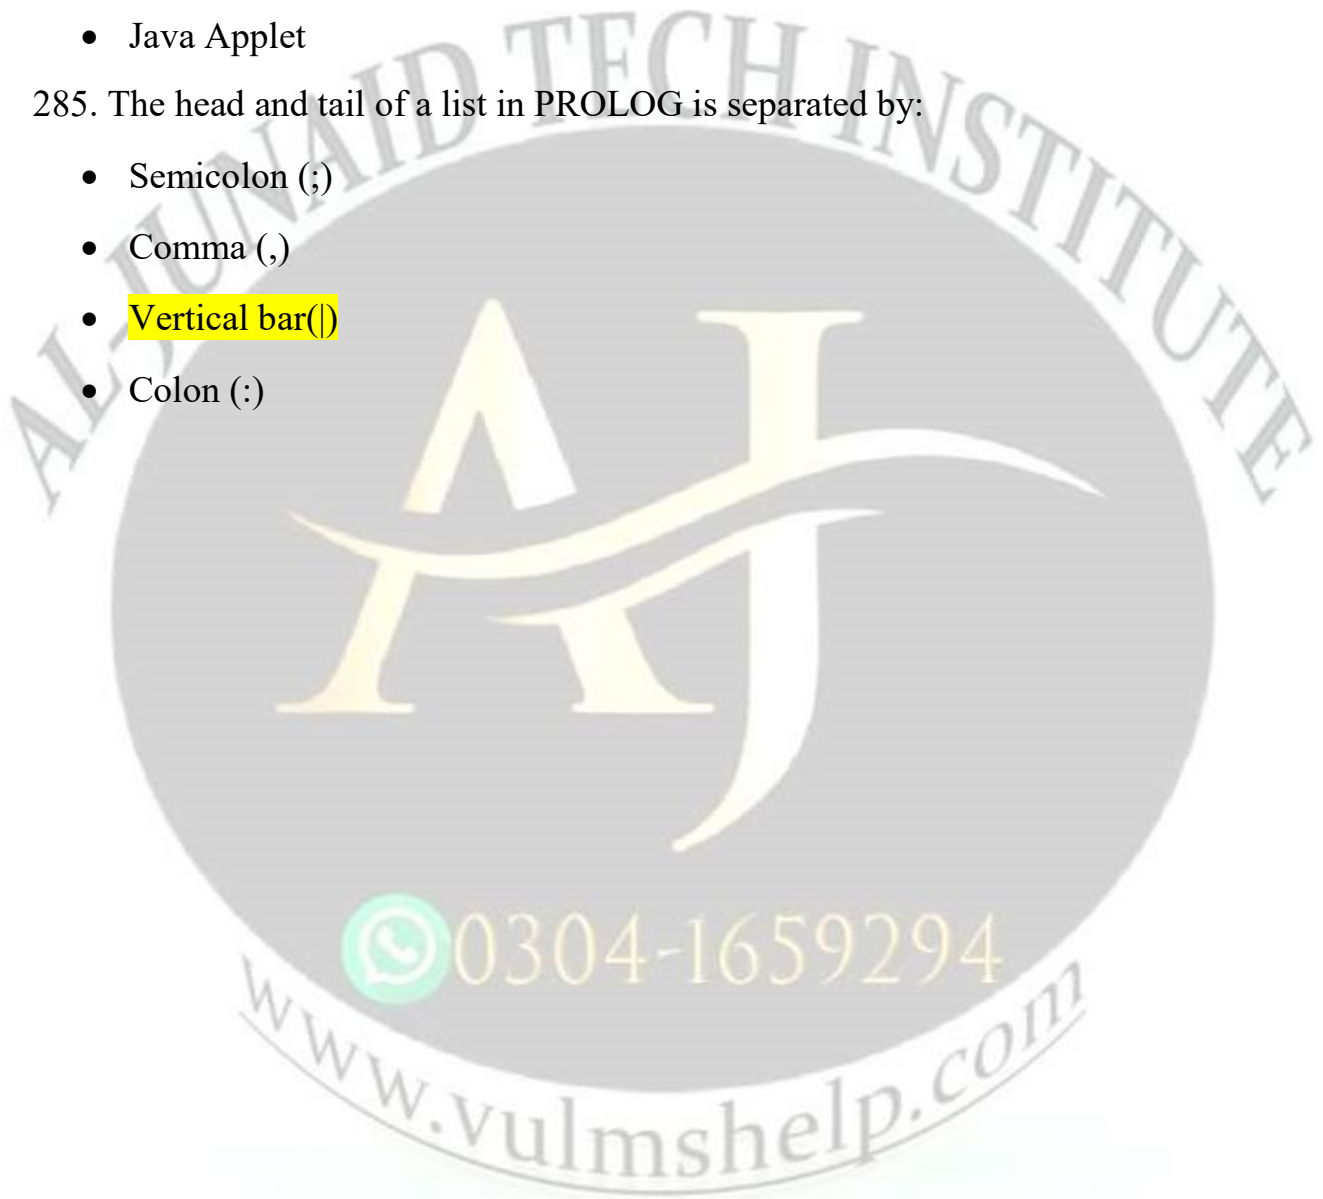 • Java Applet
285. The head and tail of a list in PROLOG is separated by:
• Semicolon (;)
• Comma (,)
• Vertical bar(|)
• Colon (:)
AL-JUNAID TECH INSTITUTE
AJ
0304-1659294
www.vulmshelp.com